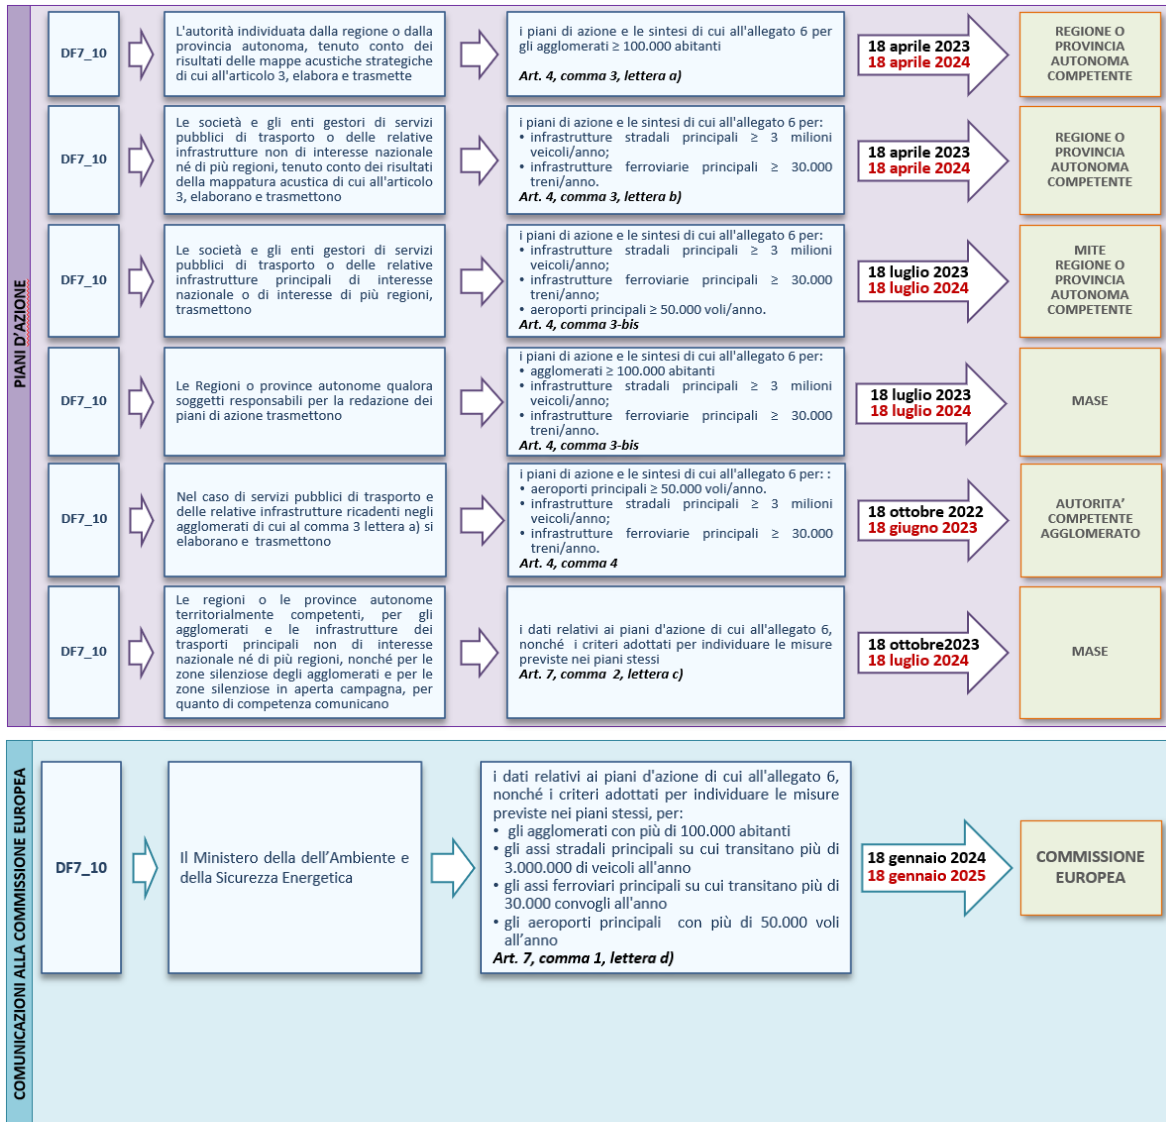 PIANI D'AZIONE
DF7_10
L'autorità individuata dalla regione o dalla
provincia autonoma, tenuto conto dei
risultati delle mappe acustiche strategiche
di cui all'articolo 3, elabora e trasmette
i piani di azione e le sintesi di cui all'allegato 6 per
gli agglomerati ≥ 100.000 abitanti
Art. 4, comma 3, lettera a)
18 aprile 2023
18 aprile 2024
REGIONE O
PROVINCIA
AUTONOMA
COMPETENTE
DF7_10
Le società e gli enti gestori di servizi
pubblici di trasporto o delle relative
infrastrutture non di interesse nazionale
né di più regioni, tenuto conto dei risultati
della mappatura acustica di cui all'articolo
3, elaborano e trasmettono
i piani di azione e le sintesi di cui all'allegato 6 per:
• infrastrutture stradali principali ≥ 3 milioni
veicoli/anno;
• infrastrutture ferroviarie principali ≥ 30.000
treni/anno.
Art. 4, comma 3, lettera b)
18 aprile 2023
18 aprile 2024
REGIONE O
PROVINCIA
AUTONOMA
COMPETENTE
DF7_10
Le società e gli enti gestori di servizi
pubblici di trasporto o delle relative
infrastrutture principali di interesse
nazionale o di interesse di più regioni,
trasmettono
i piani di azione e le sintesi di cui all'allegato 6 per:
• infrastrutture stradali principali ≥ 3 milioni
veicoli/anno;
• infrastrutture ferroviarie principali ≥ 30.000
treni/anno;
• aeroporti principali ≥ 50.000 voli/anno.
Art. 4, comma 3-bis
18 luglio 2023
18 luglio 2024
MITE
REGIONE O
PROVINCIA
AUTONOMA
COMPETENTE
DF7_10
Le Regioni o province autonome qualora
soggetti responsabili per la redazione dei
piani di azione trasmettono
i piani di azione e le sintesi di cui all'allegato 6 per:
• agglomerati ≥ 100.000 abitanti
• infrastrutture stradali principali ≥ 3 milioni
veicoli/anno;
• infrastrutture ferroviarie principali ≥ 30.000
treni/anno.
Art. 4, comma 3-bis
18 luglio 2023
18 luglio 2024
MASE
DF7_10
Nel caso di servizi pubblici di trasporto e
delle relative infrastrutture ricadenti negli
agglomerati di cui al comma 3 lettera a) si
elaborano e trasmettono
i piani di azione e le sintesi di cui all'allegato 6 per: :
• aeroporti principali ≥ 50.000 voli/anno.
• infrastrutture stradali principali ≥ 3 milioni
veicoli/anno;
• infrastrutture ferroviarie principali ≥ 30.000
treni/anno.
Art. 4, comma 4
18 ottobre 2022
18 giugno 2023
AUTORITA'
COMPETENTE
AGGLOMERATO
DF7_10
Le regioni o le province autonome
territorialmente competenti, per gli
agglomerati e le infrastrutture dei
trasporti principali non di interesse
nazionale né di più regioni, nonché per le
zone silenziose degli agglomerati e per le
zone silenziose in aperta campagna, per
quanto di competenza comunicano
i dati relativi ai piani d'azione di cui all'allegato 6,
nonché i criteri adottati per individuare le misure
previste nei piani stessi
Art. 7, comma 2, lettera c)
18 ottobre2023
18 luglio 2024
MASE
COMUNICAZIONI ALLA COMMISSIONE EUROPEA
DF7_10
Il Ministero della dell'Ambiente e
della Sicurezza Energetica
i dati relativi ai piani d'azione di cui all'allegato 6,
nonché i criteri adottati per individuare le misure
previste nei piani stessi, per:
• gli agglomerati con più di 100.000 abitanti
• gli assi stradali principali su cui transitano più di
3.000.000 di veicoli all'anno
• gli assi ferroviari principali su cui transitano più di
30.000 convogli all'anno
• gli aeroporti principali con più di 50.000 voli
all'anno
Art. 7, comma 1, lettera d)
18 gennaio 2024
18 gennaio 2025
COMMISSIONE
EUROPEA